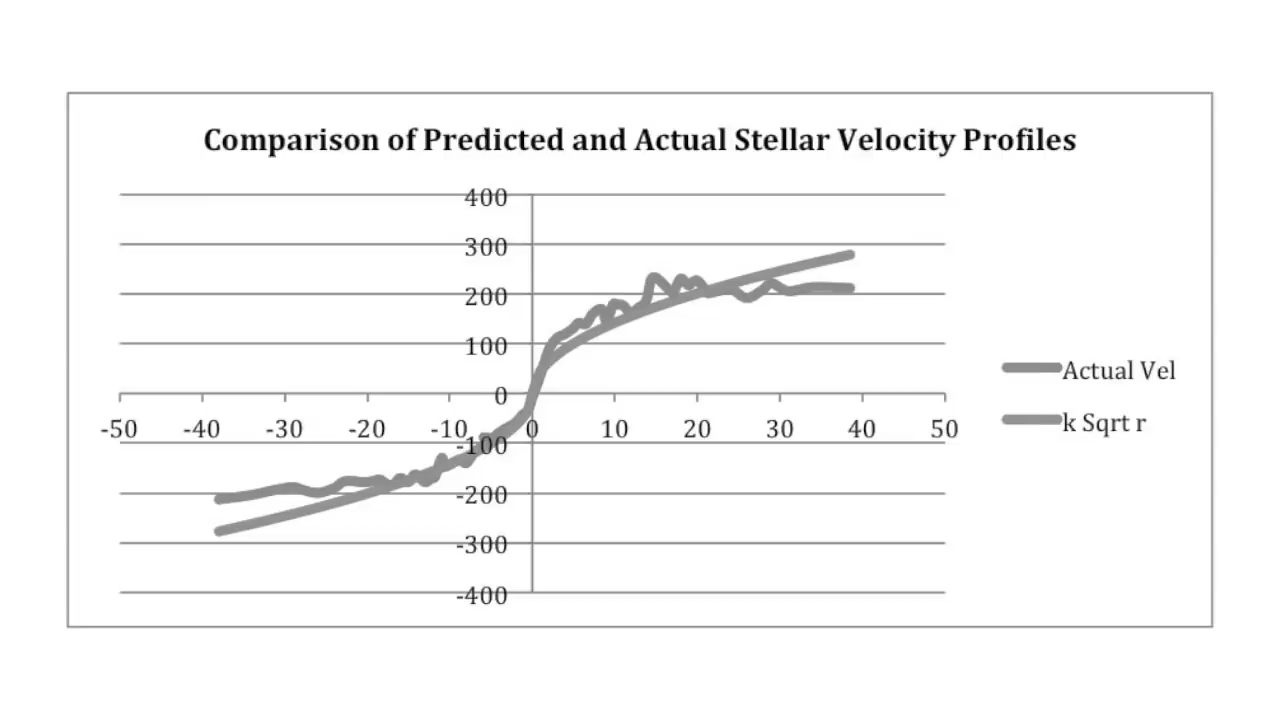 Comparison of Predicted and Actual Stellar Velocity Profiles
400
300
200
100
0
-50 -40 -30 -20 -10 0 10 20 30 40 50
-100
-200
-300
-400
Actual Vel
k Sqrt r